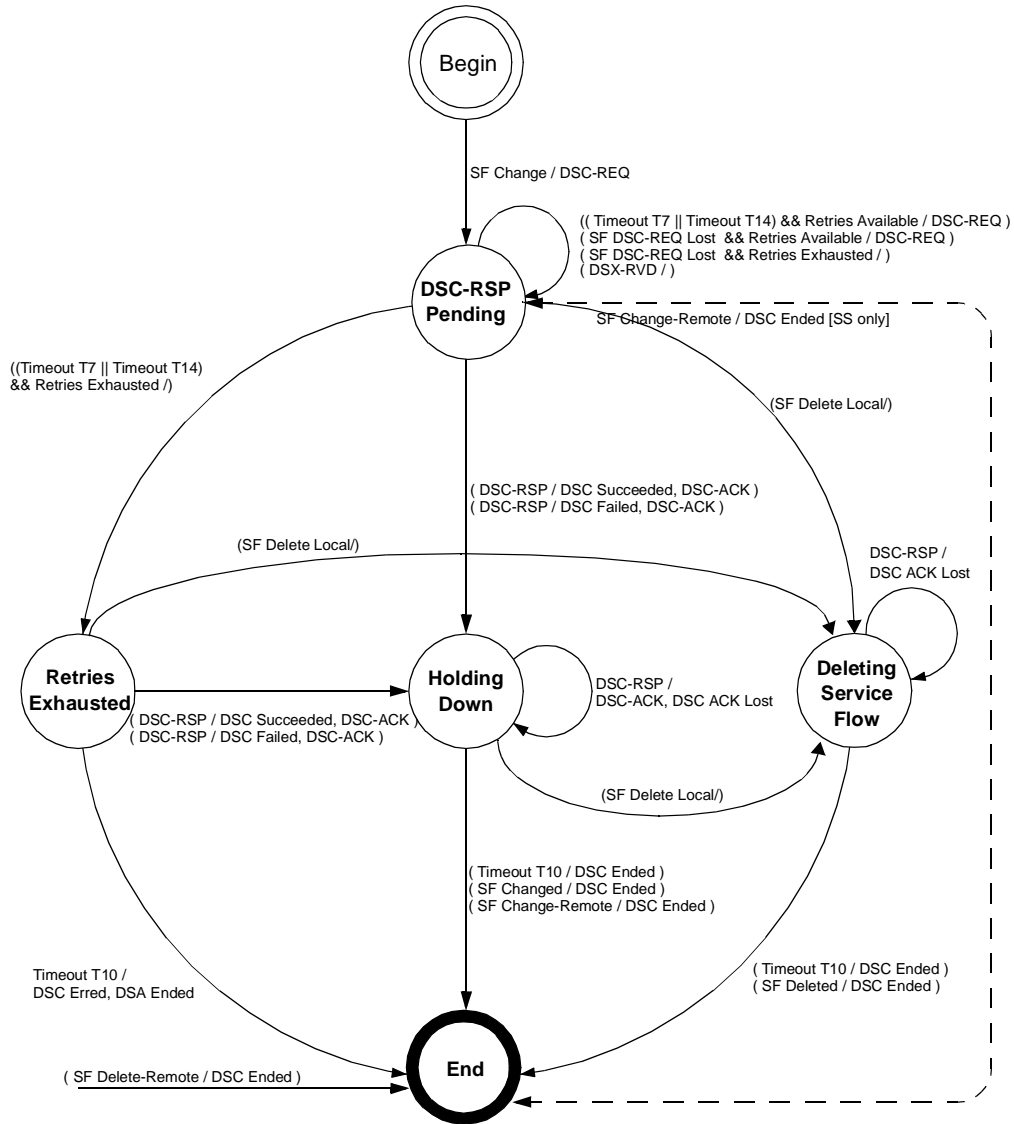 Begin
SF Change / DSC-REQ
(( Timeout T7 || Timeout T14) && Retries Available / DSC-REQ )
( SF DSC-REQ Lost && Retries Available / DSC-REQ )
( SF DSC-REQ Lost && Retries Exhausted / )
( DSX-RVD / )
DSC-RSP
Pending
SF Change-Remote / DSC Ended [SS only]
((Timeout T7 || Timeout T14)
&& Retries Exhausted /)
(SF Delete Local/)
( DSC-RSP / DSC Succeeded, DSC-ACK )
( DSC-RSP / DSC Failed, DSC-ACK )
(SF Delete Local/)
DSC-RSP /
DSC ACK Lost
Retries
Exhausted
Holding
Down
DSC-RSP /
DSC-ACK, DSC ACK Lost
Deleting
Service
Flow
( DSC-RSP / DSC Succeeded, DSC-ACK )
( DSC-RSP / DSC Failed, DSC-ACK )
(SF Delete Local/)
( Timeout T10 / DSC Ended )
( SF Changed / DSC Ended )
( SF Change-Remote / DSC Ended )
Timeout T10 /
DSC Erred, DSA Ended
( Timeout T10 / DSC Ended )
( SF Deleted / DSC Ended )
( SF Delete-Remote / DSC Ended )
End